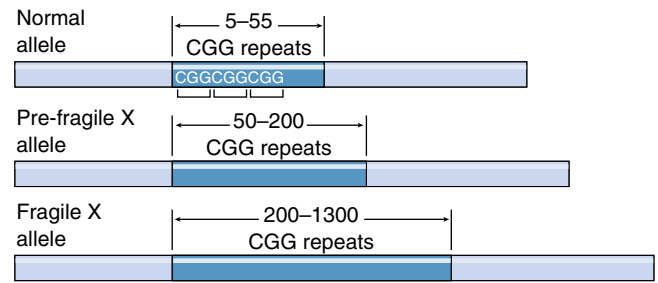 Normal
allele
5–55
CGG repeats
CGGCGGCGG
Pre-fragile X
allele
50–200
CGG repeats
Fragile X
allele
200–1300
CGG repeats